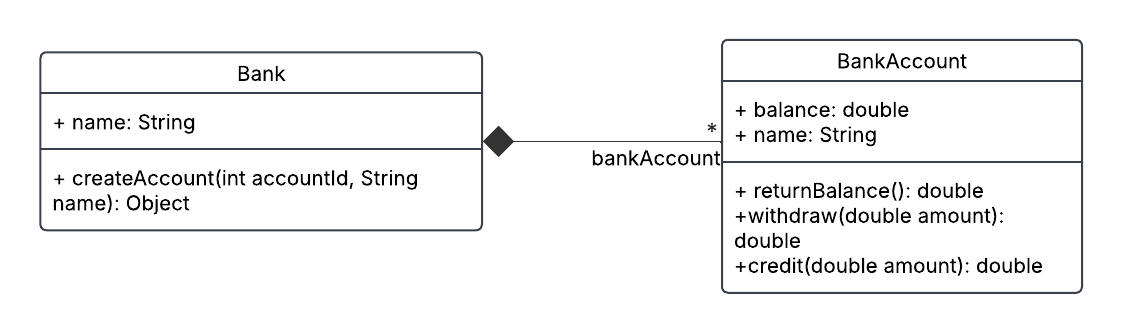 Bank
+ name: String
+ createAccount(int accountId, String
name): Object
*
bankAccount
BankAccount
+ balance: double
+ name: String
+ returnBalance(): double
+withdraw(double amount):
double
+credit(double amount): double